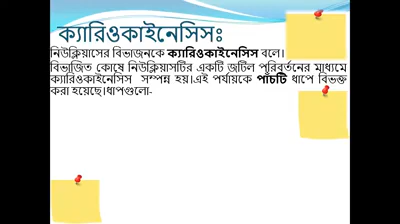 ক্যারিওকাইনেসিসঃ
নিউক্লিয়াসের বিভাজনকে ক্যারিওকাইনেসিস বলে।
বিভাজিত কোষে নিউক্লিয়াসটির একটি জটিল পরিবর্তনের মাধ্যমে
ক্যারিওকাইনেসিস সম্পন্ন হয়।এই পর্যায়কে পাঁচটি ধাপে বিভক্ত
করা হয়েছে।ধাপগুলো-